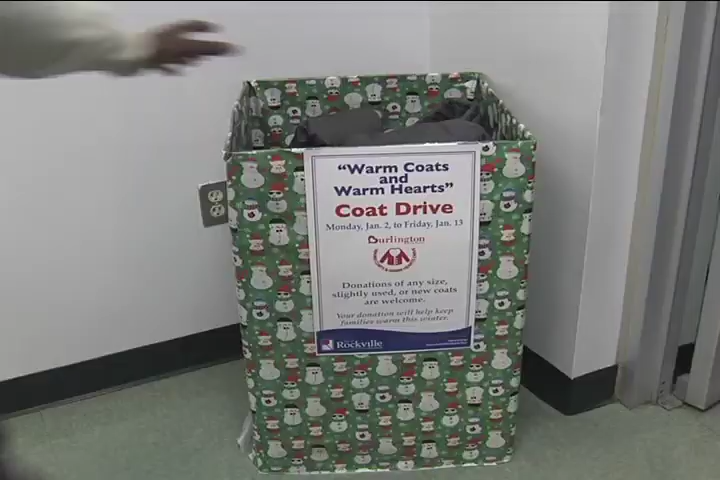 "Warm Coats
and
Warm Hearts"
Coat Drive
Monday, Jan. 2, to Friday, Jan. 13
Burlington
Donations of any size,
slightly used, or new coats
are welcome.
Your donation will help keep
families warm this winter.
Rockville